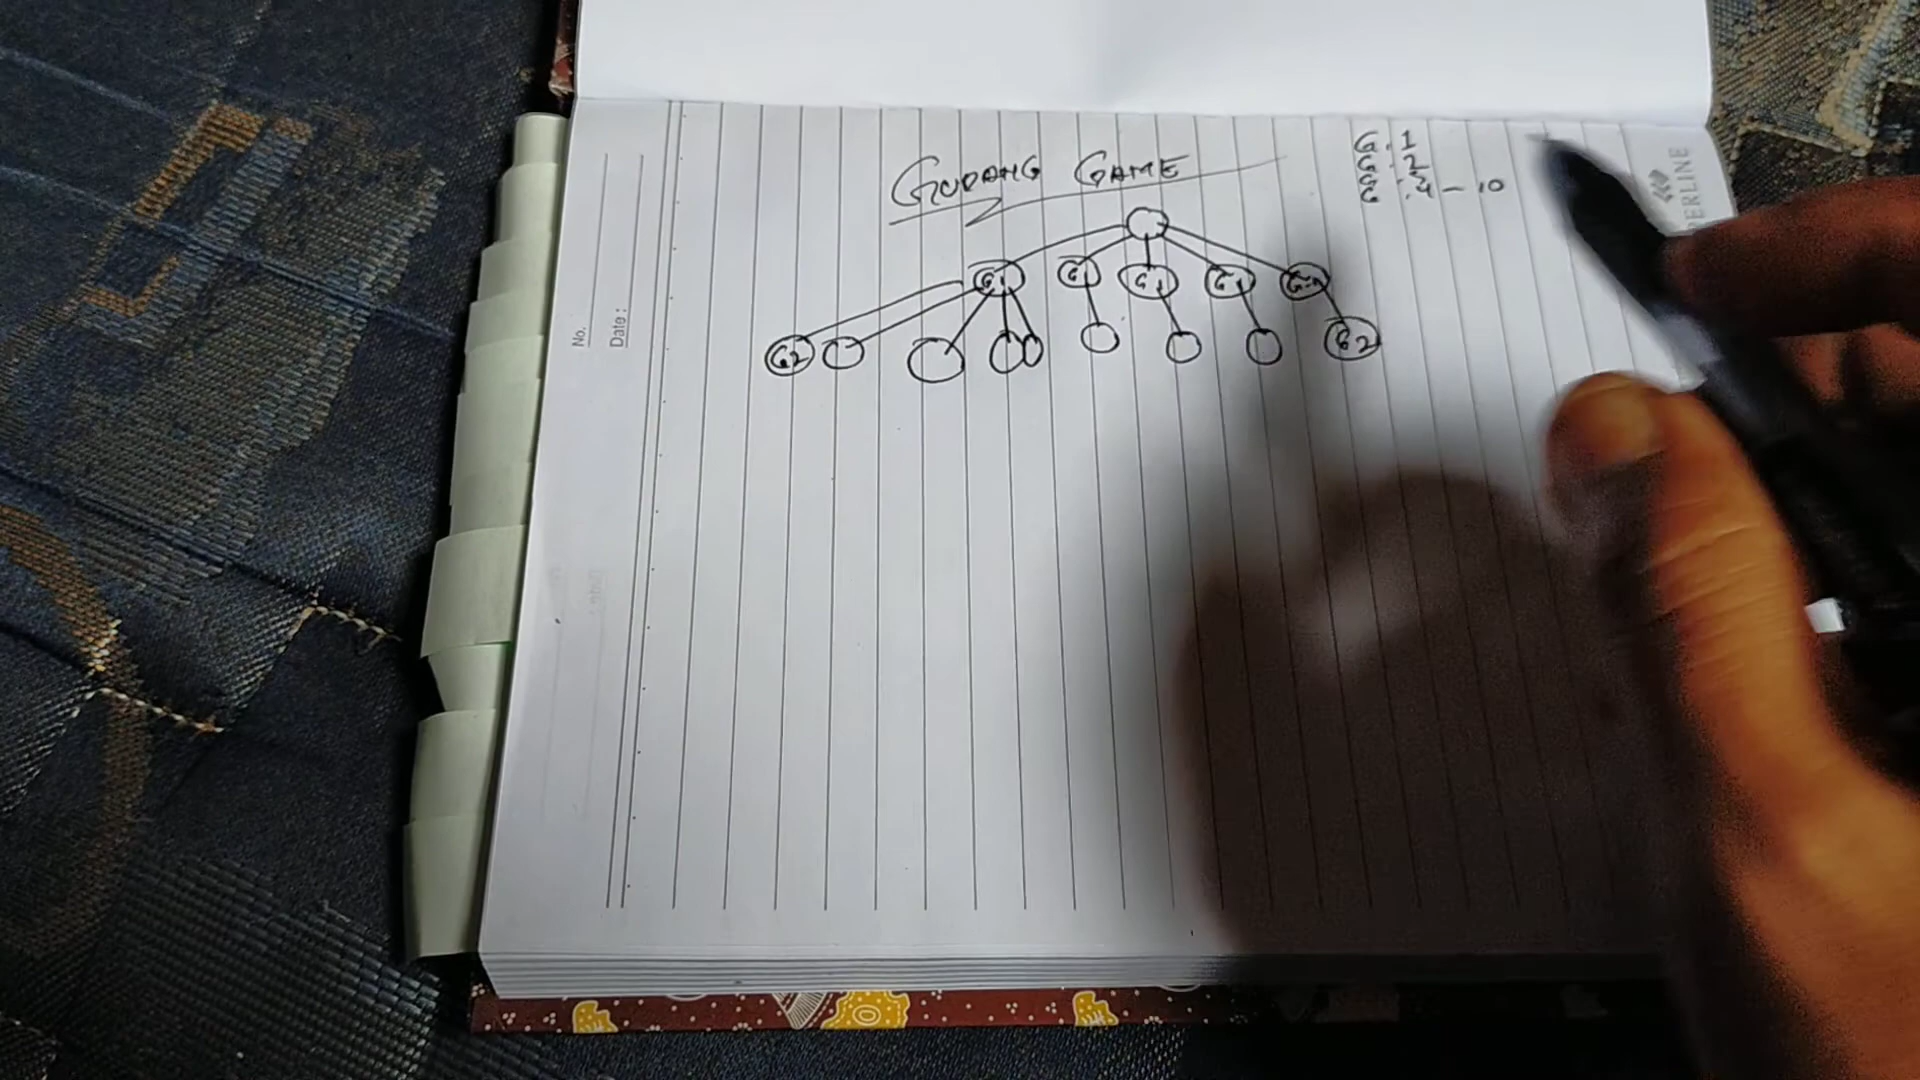 GUDANG GAME
G. 1
G. 2
G. 4 - 10
G1 G1 G1 G1
G2 G2
No.
Date :
ERLINE